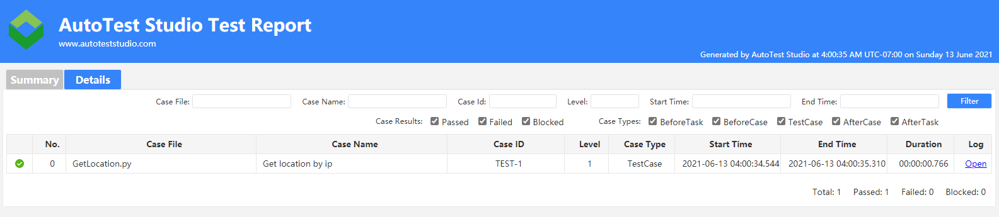 AutoTest Studio Test Report
www.autoteststudio.com
Generated by AutoTest Studio at 4:00:35 AM UTC-07:00 on Sunday 13 June 2021
Summary Details
Case File: Case Name: Case Id: Level: Start Time: End Time: Filter
Case Results: Passed Failed Blocked Case Types: BeforeTask BeforeCase TestCase AfterCase AfterTask
No. Case File Case Name Case ID Level Case Type Start Time End Time Duration Log
0 GetLocation.py Get location by ip TEST-1 1 TestCase 2021-06-13 04:00:34.544 2021-06-13 04:00:35.310 00:00:00.766 Open
Total: 1 Passed: 1 Failed: 0 Blocked: 0